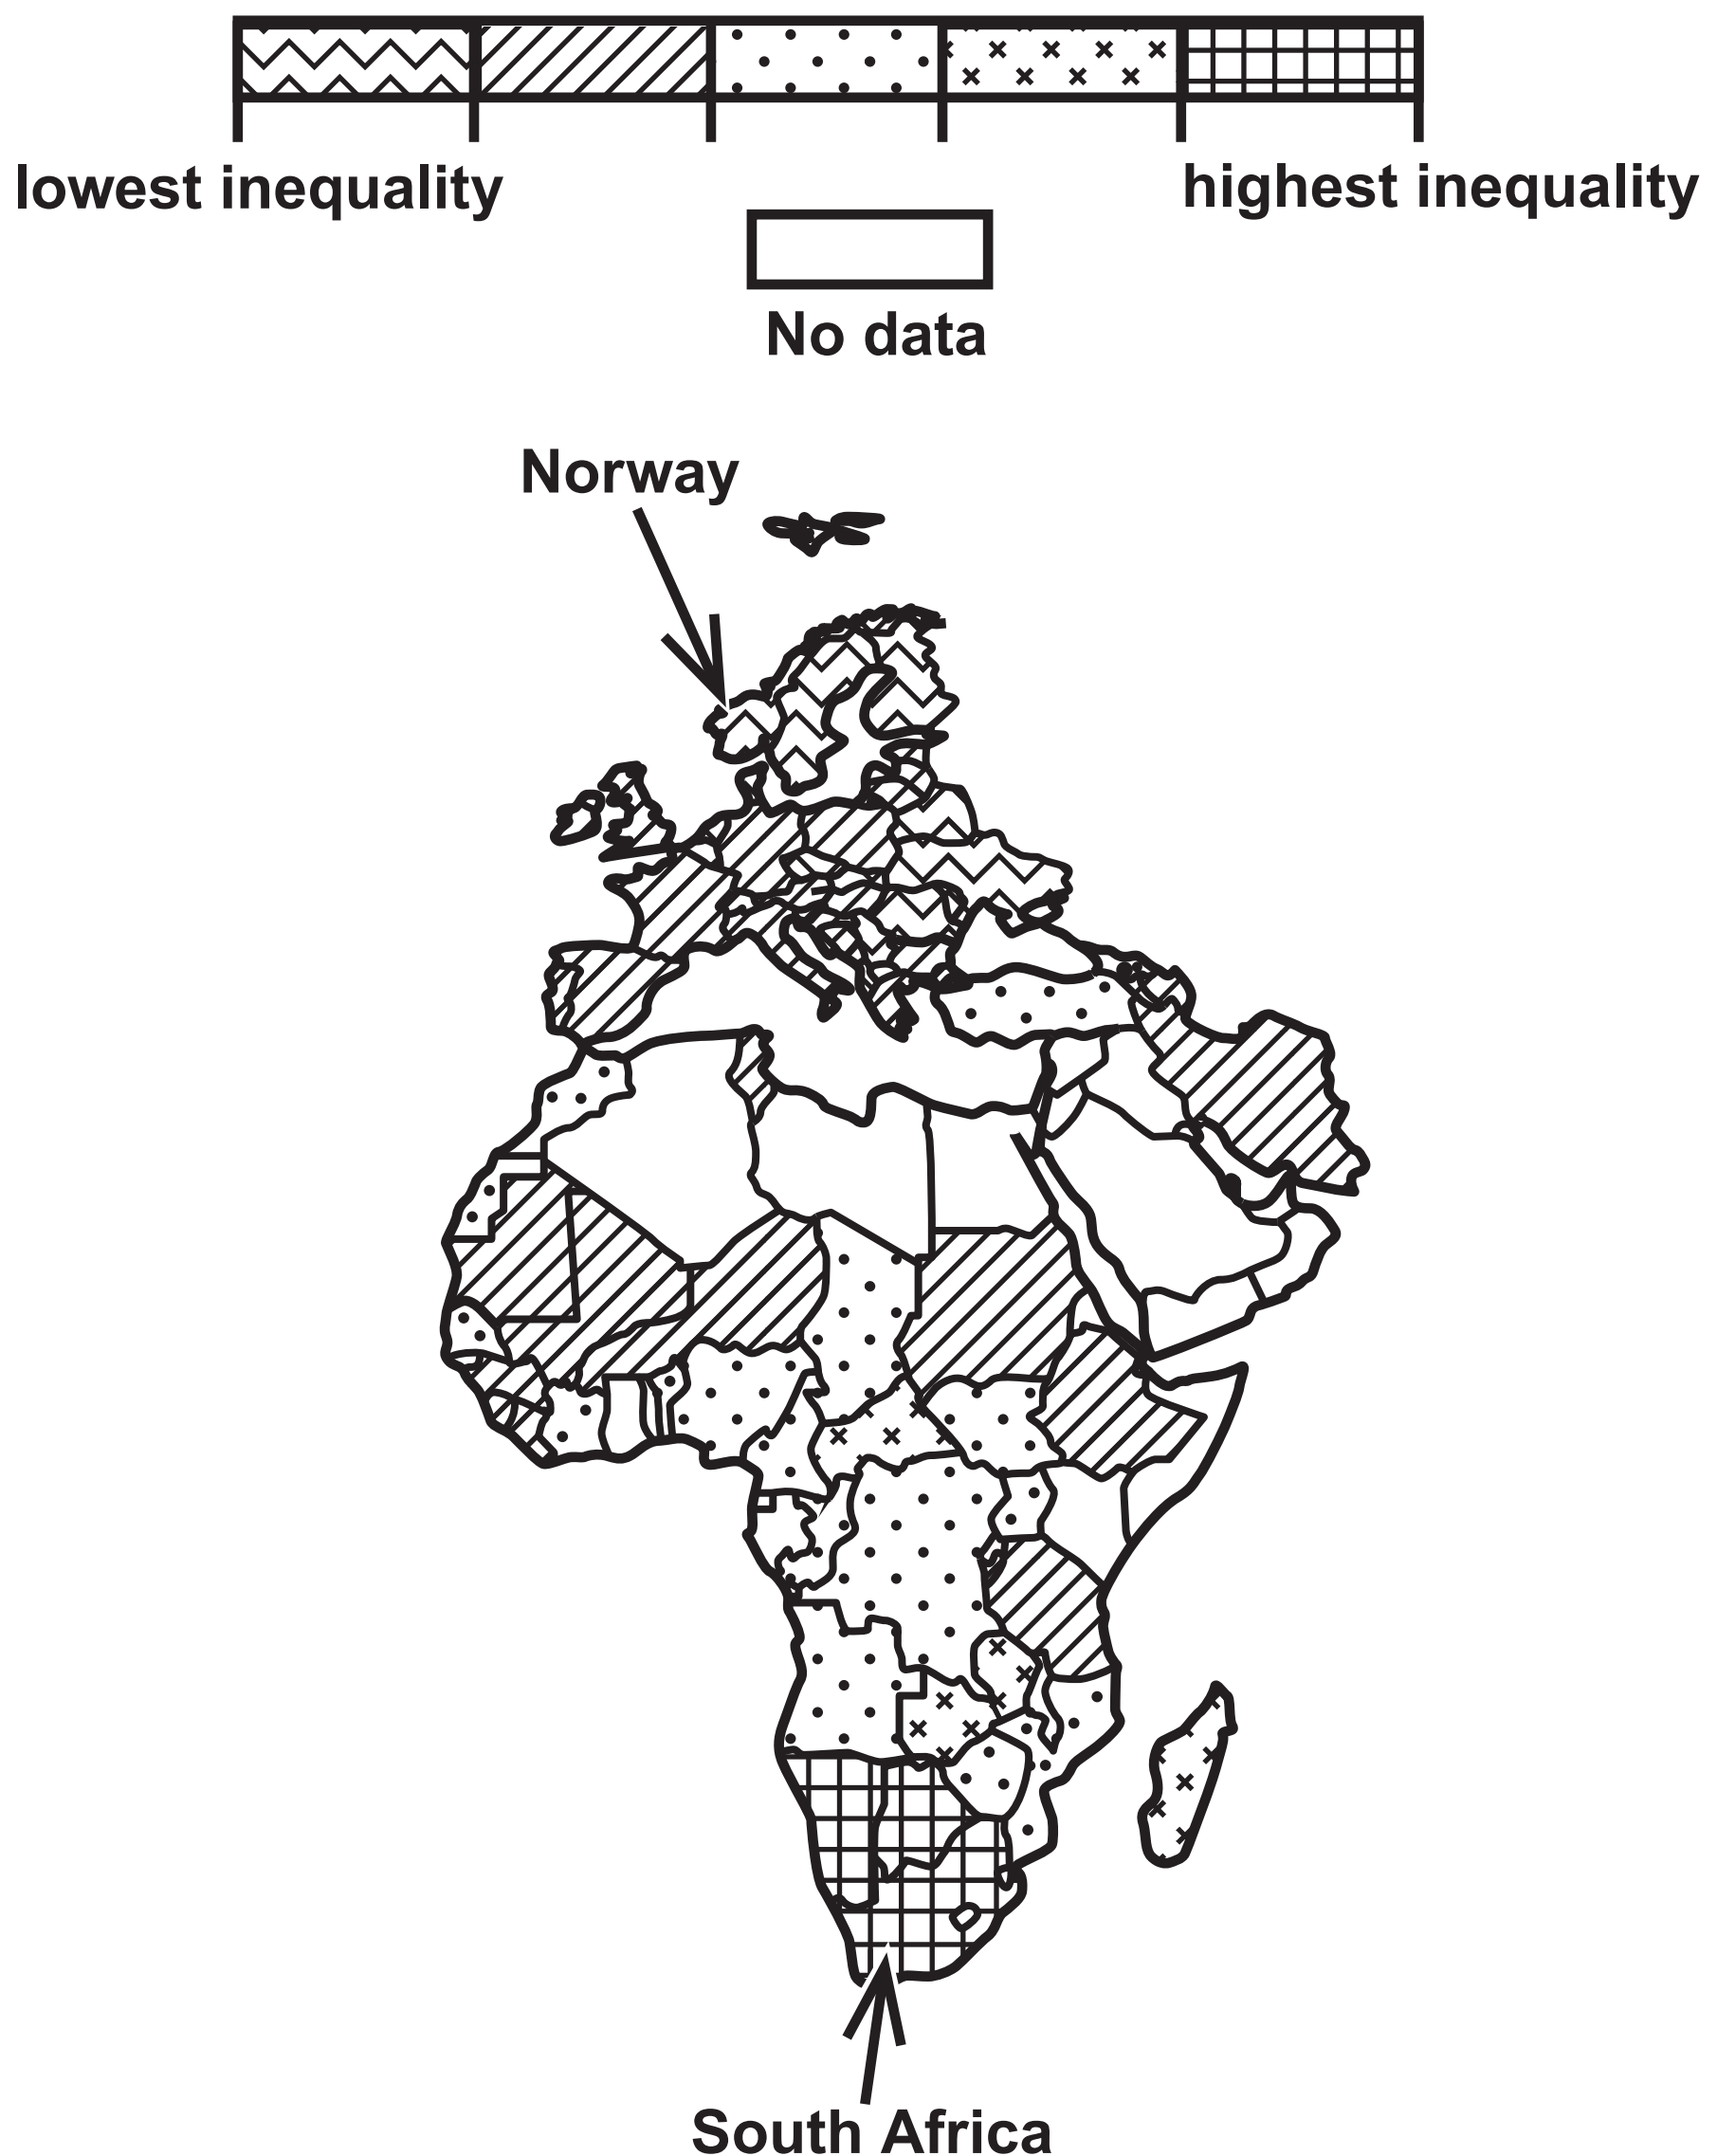 lowest inequality
highest inequality
No data
Norway
South Africa